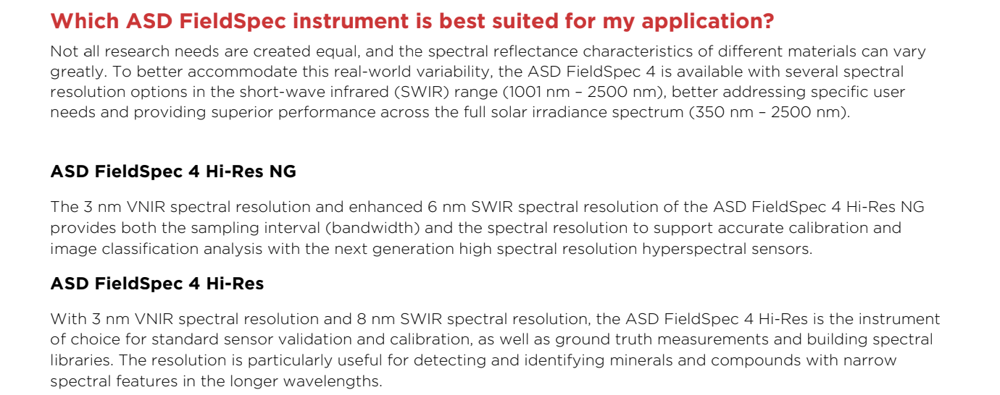 Which ASD FieldSpec instrument is best suited for my application?
Not all research needs are created equal, and the spectral reflectance characteristics of different materials can vary
greatly. To better accommodate this real-world variability, the ASD FieldSpec 4 is available with several spectral
resolution options in the short-wave infrared (SWIR) range (1001 nm – 2500 nm), better addressing specific user
needs and providing superior performance across the full solar irradiance spectrum (350 nm – 2500 nm).
ASD FieldSpec 4 Hi-Res NG
The 3 nm VNIR spectral resolution and enhanced 6 nm SWIR spectral resolution of the ASD FieldSpec 4 Hi-Res NG
provides both the sampling interval (bandwidth) and the spectral resolution to support accurate calibration and
image classification analysis with the next generation high spectral resolution hyperspectral sensors.
ASD FieldSpec 4 Hi-Res
With 3 nm VNIR spectral resolution and 8 nm SWIR spectral resolution, the ASD FieldSpec 4 Hi-Res is the instrument
of choice for standard sensor validation and calibration, as well as ground truth measurements and building spectral
libraries. The resolution is particularly useful for detecting and identifying minerals and compounds with narrow
spectral features in the longer wavelengths.